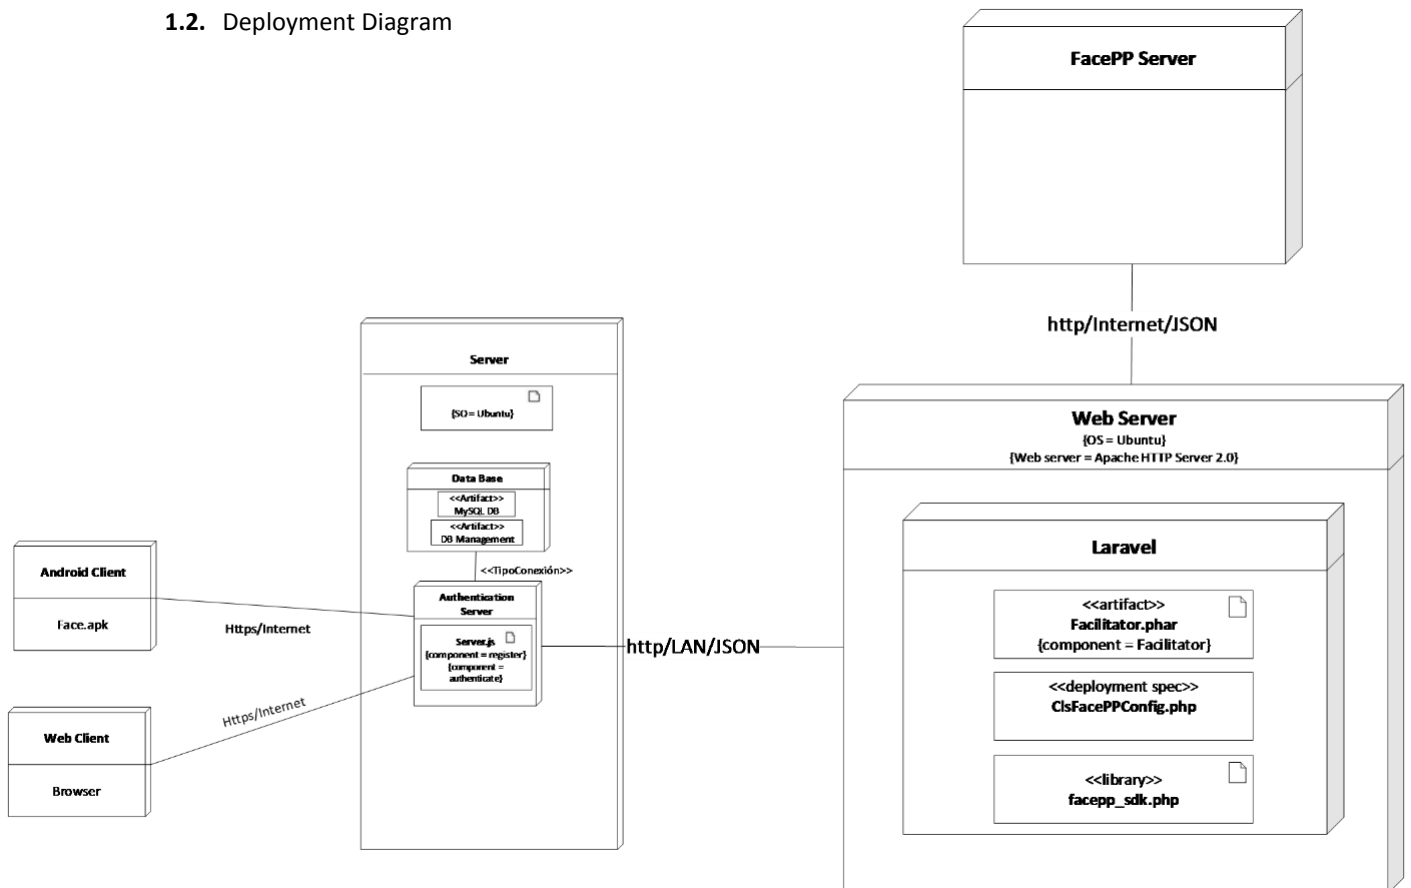 1.2. Deployment Diagram
FacePP Server
http/Internet/JSON
Server
{SO = Ubuntu}
Data Base
<<Artifact>>
MySQL DB
<<Artifact>>
DB Management
<<TipoConexión>>
Authentication
Server
Server.js
{component = register}
{component =
authenticate}
Android Client
Face.apk
Https/Internet
Web Client
Browser
Https/Internet
http/LAN/JSON
Web Server
{OS = Ubuntu}
{Web server = Apache HTTP Server 2.0}
Laravel
<<artifact>>
Facilitator.phar
{component = Facilitator}
<<deployment spec>>
ClsFacePPConfig.php
<<library>>
facepp_sdk.php